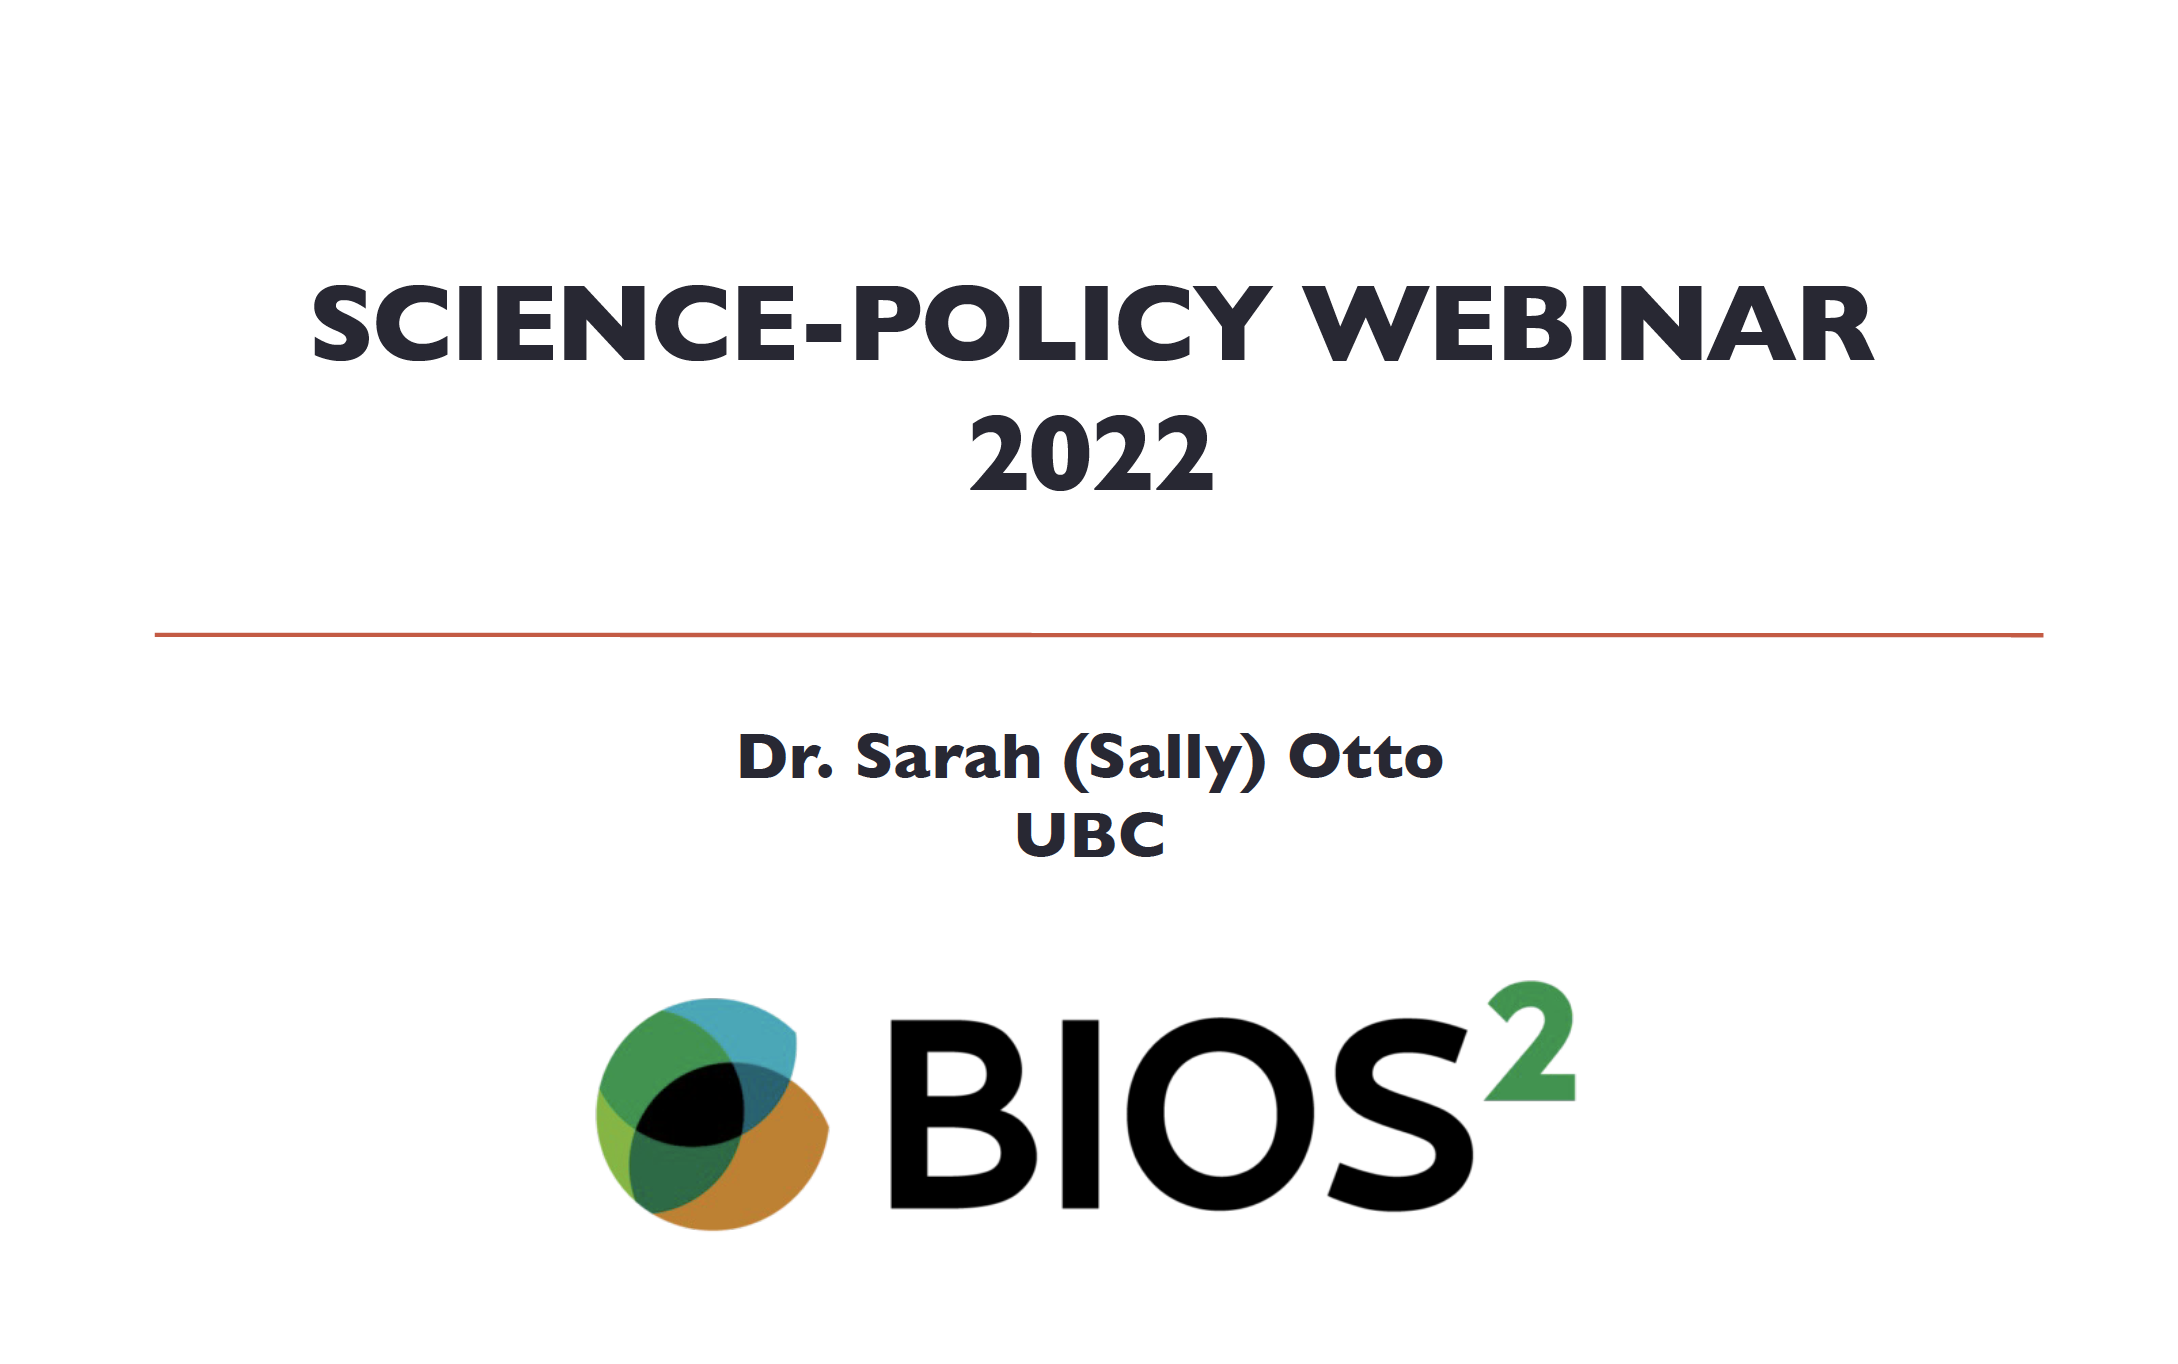 SCIENCE-POLICY WEBINAR
2022
Dr. Sarah (Sally) Otto
UBC
BIOS²